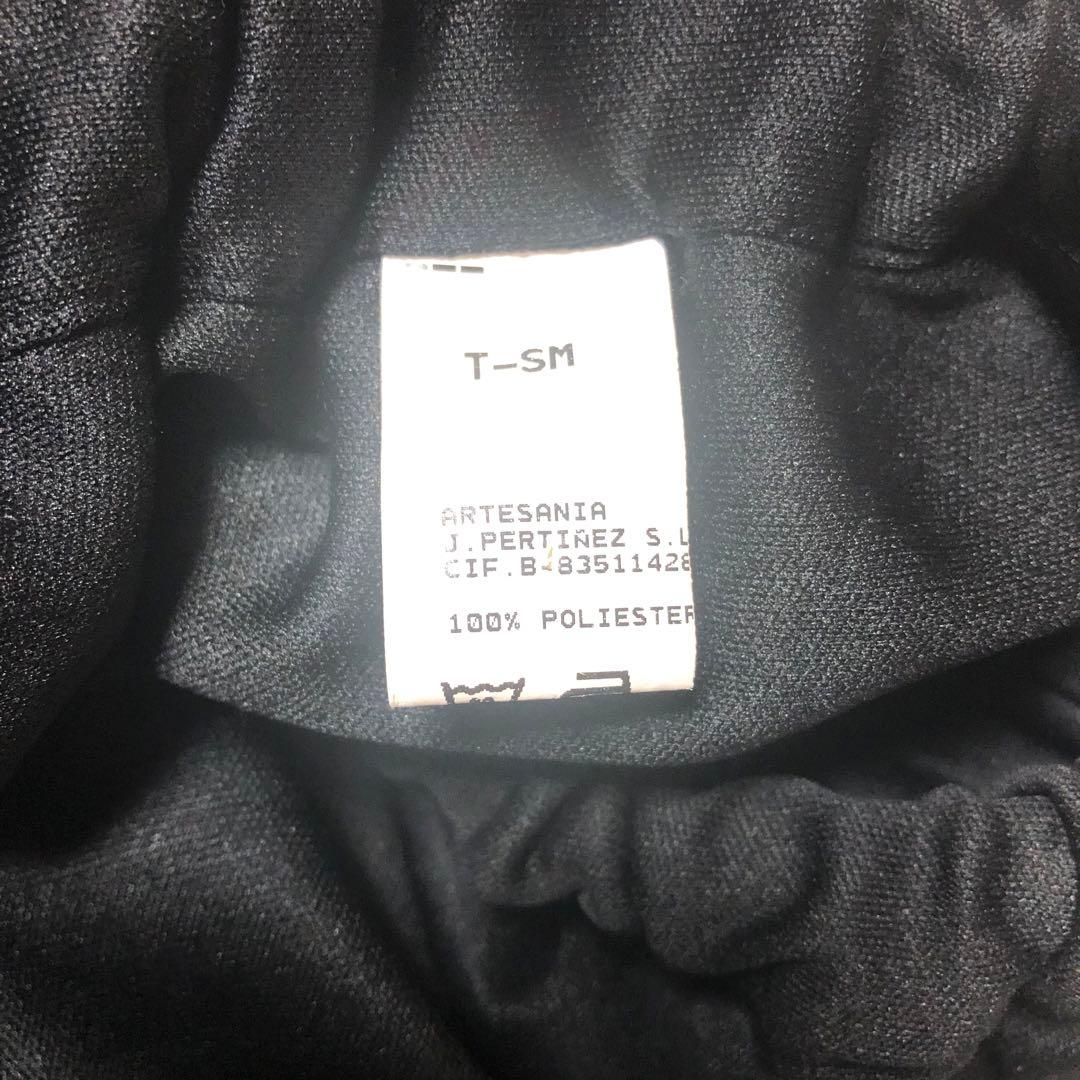 T-SM
ARTESANIA
J.PERTIÑEZ S.L
CIF.B-83511428
100% POLIESTER